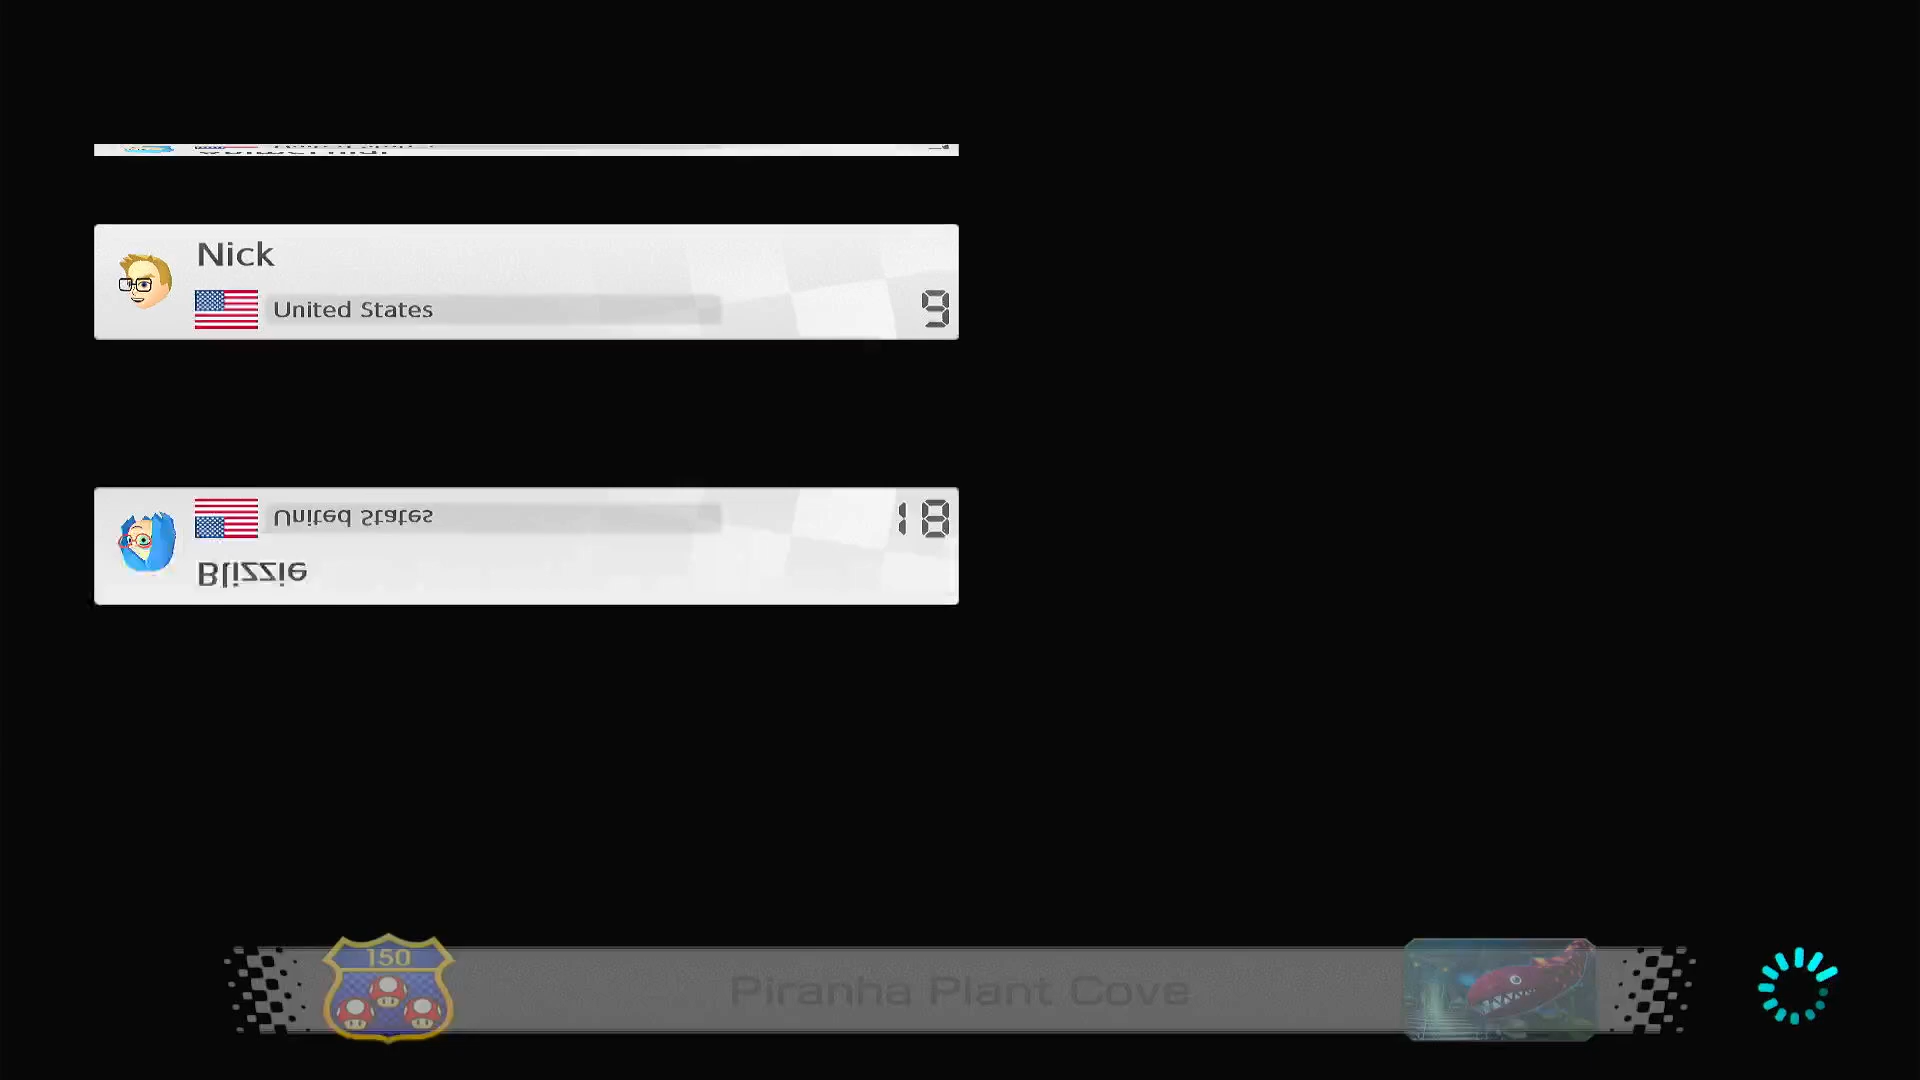 Nick
United States
9
United States
18
Blizzie
150
Piranha Plant Cove